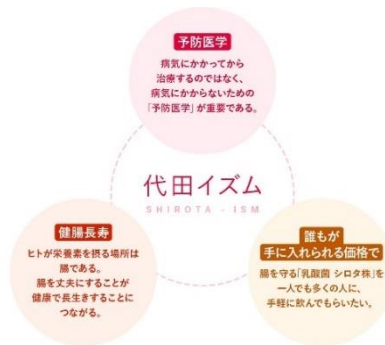 予防医学
病気にかかってから
治療するのではなく、
病気にかからないための
「予防医学」が重要である。
代田イズム
SHIROTA - ISM
健腸長寿
ヒトが栄養素を摂る場所は
腸である。
腸を丈夫にすることが
健康で長生きすることに
つながる。
誰もが
手に入れられる価格で
腸を守る「乳酸菌 シロタ株」を
一人でも多くの人に、
手軽に飲んでもらいたい。